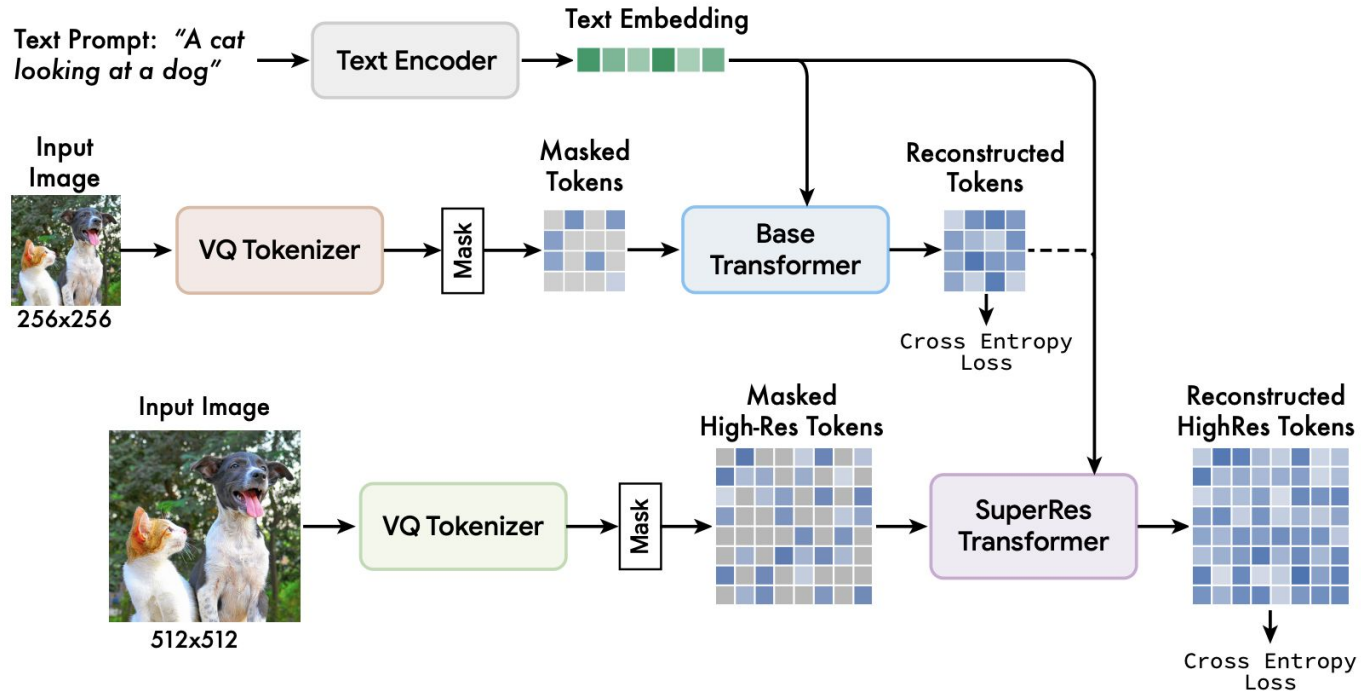 Text Prompt: “A cat
looking at a dog”
Text Encoder
Text Embedding
Input
Image
256x256
VQ Tokenizer
Mask
Masked
Tokens
Base
Transformer
Reconstructed
Tokens
Cross Entropy
Loss
Input Image
512x512
VQ Tokenizer
Mask
Masked
High-Res Tokens
SuperRes
Transformer
Reconstructed
HighRes Tokens
Cross Entropy
Loss